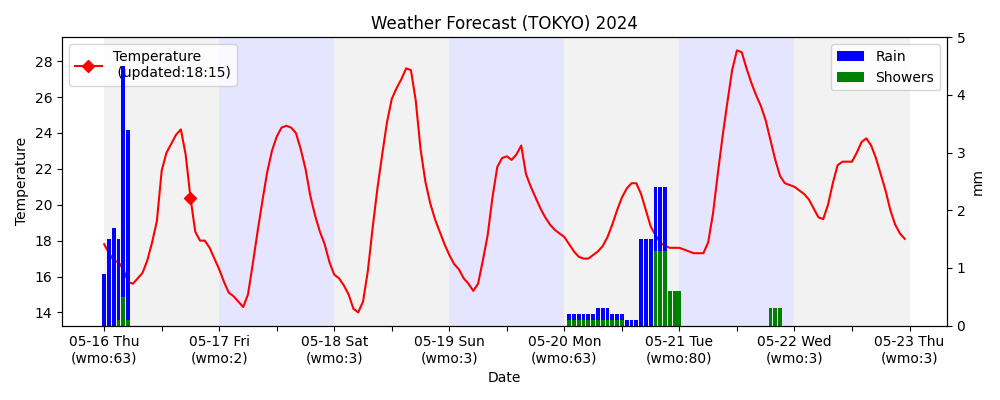 Weather Forecast (TOKYO) 2024
Temperature
(updated:18:15)
Rain
Showers
Temperature
28
26
24
22
20
18
16
14
5
4
3
2
1
0
mm
05-16 Thu
(wmo:63)
05-17 Fri
(wmo:2)
05-18 Sat
(wmo:3)
05-19 Sun
(wmo:3)
05-20 Mon
(wmo:63)
05-21 Tue
(wmo:80)
05-22 Wed
(wmo:3)
05-23 Thu
(wmo:3)
Date